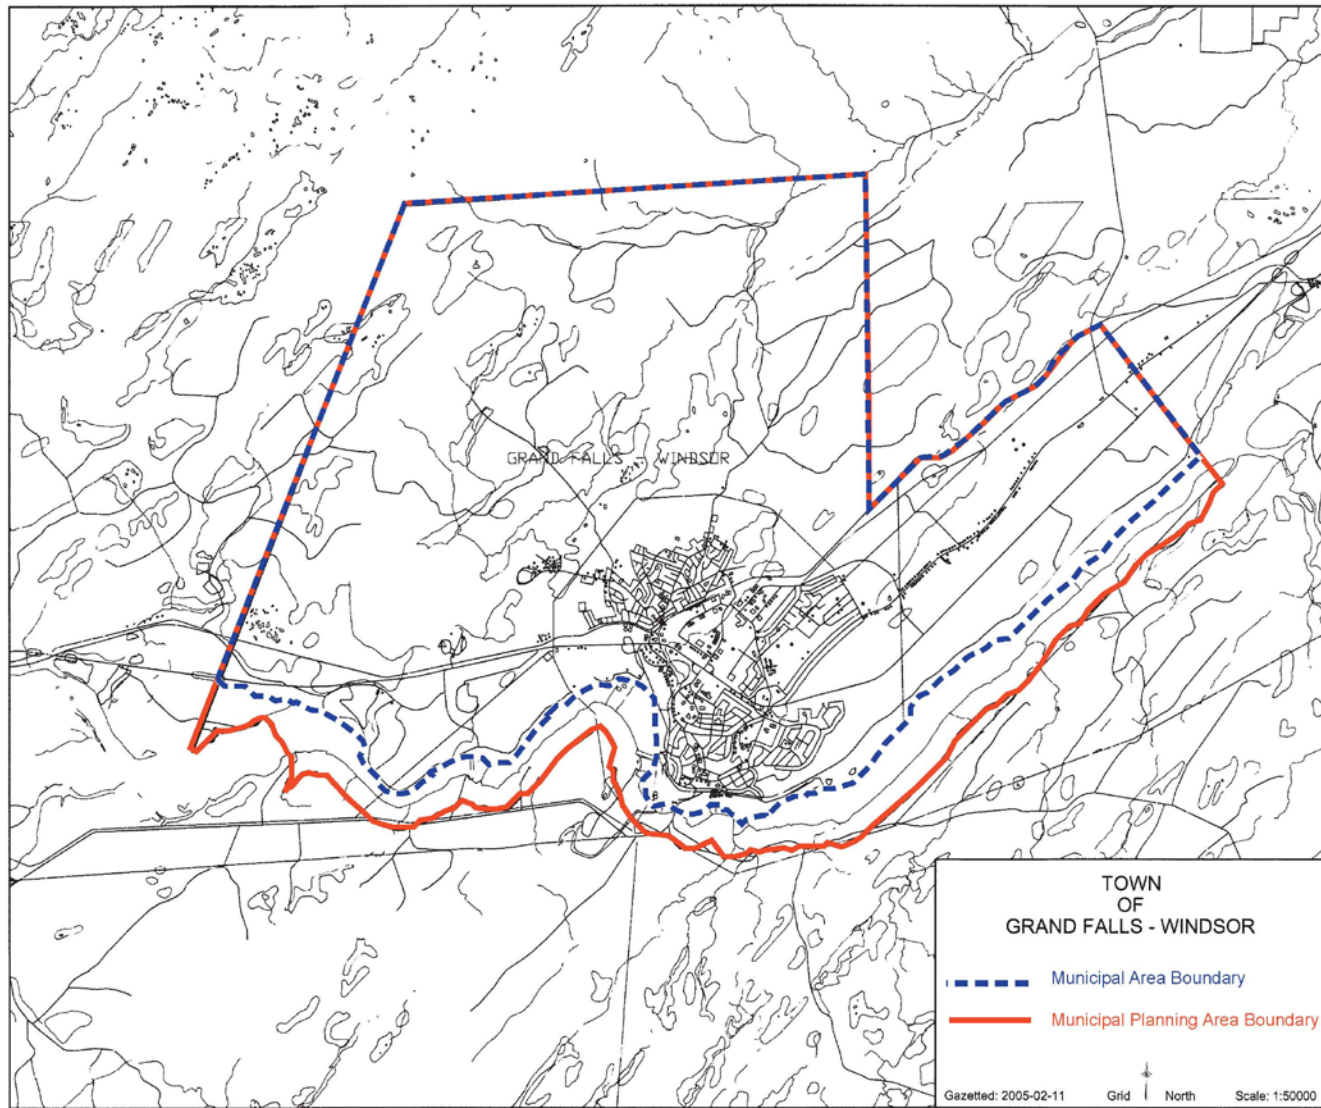 GRAND FALLS - WINDSOR
TOWN
OF
GRAND FALLS - WINDSOR
Municipal Area Boundary
Municipal Planning Area Boundary
Gazetted: 2005-02-11 Grid North Scale: 1:50000